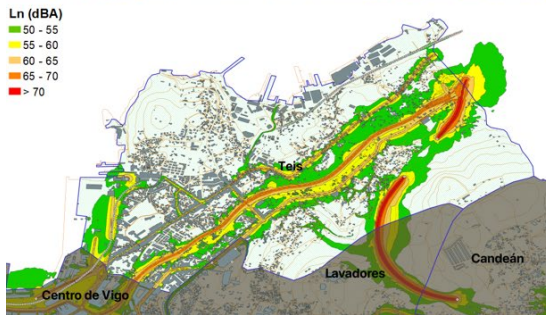 Ln (dBA)
50 - 55
55 - 60
60 - 65
65 - 70
> 70
Teis
Candeán
Lavadores
Centro de Vigo